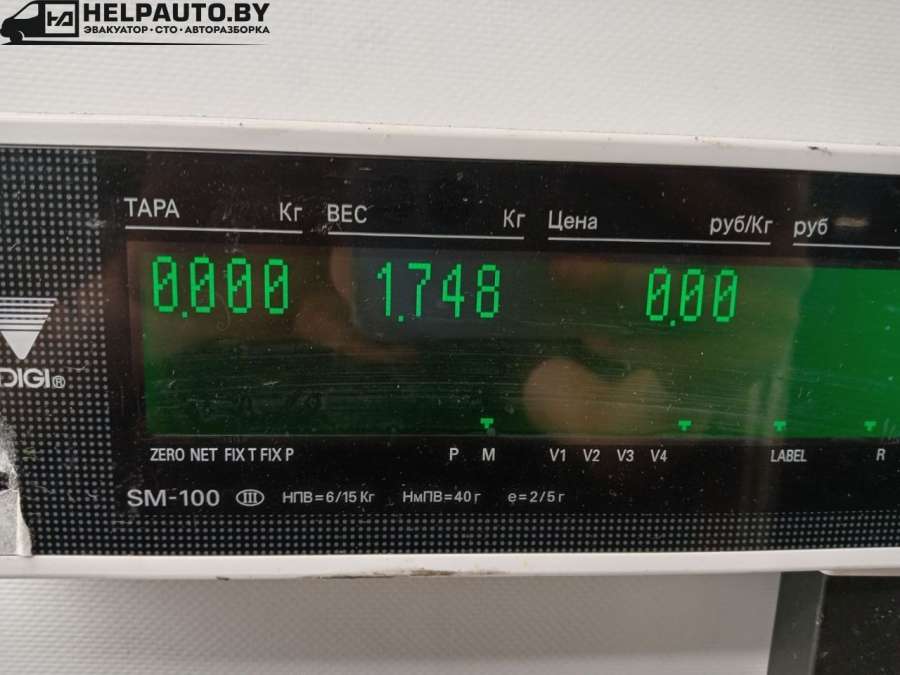 HELPAUTO.BY
ЭВАКУАТОР · СТО · АВТОРАЗБОРКА
ТАРА Кг ВЕС Кг Цена руб/Кг руб
0.000 1.748 0.00
DIGI®
ZERO NET FIX T FIX P P M V1 V2 V3 V4 LABEL R
SM-100 III НПВ=6/15 Кг НмПВ=40 г е=2/5 г